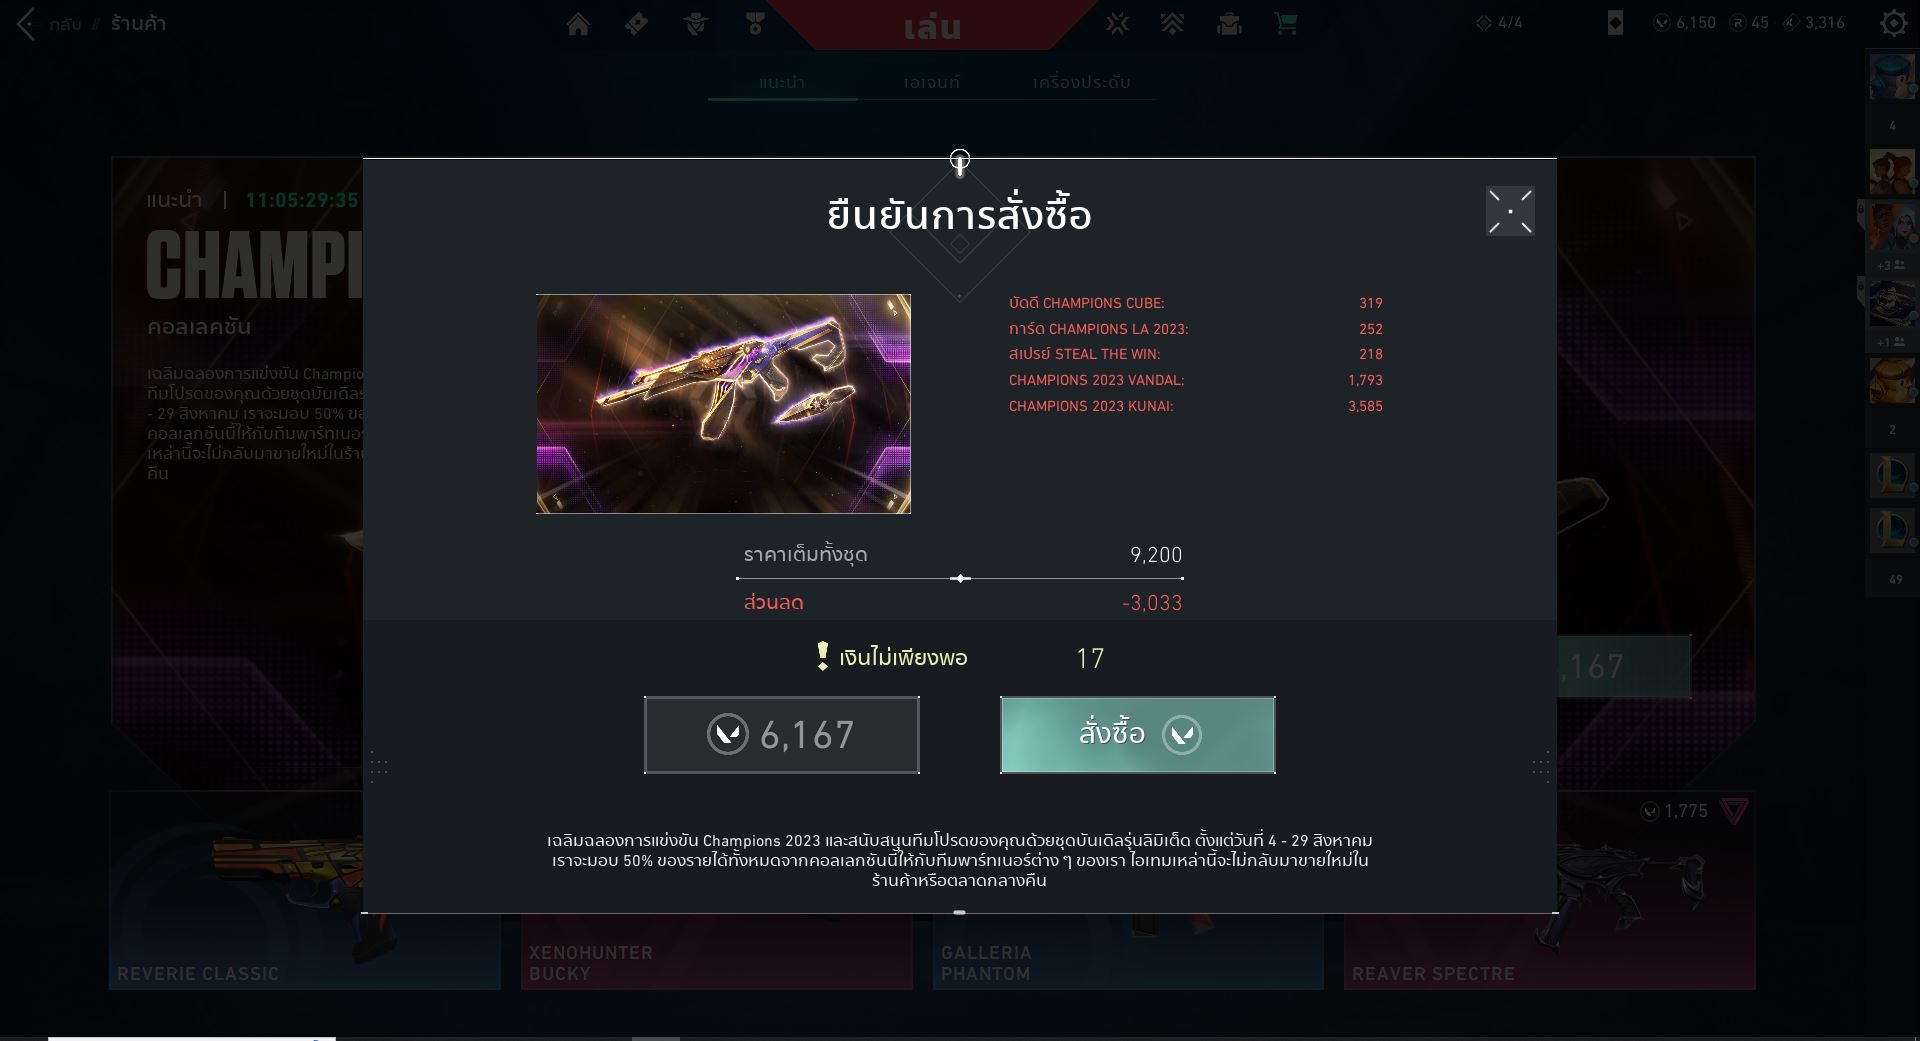 กลับ // ร้านค้า
เล่น
4/4
6,150
45
3,316
แนะนำ
เอเจนท์
เครื่องประดับ
4
+3
+1
2
49
แนะนำ | 11:05:29:35
CHAMPI
คอลเลคชัน
เฉลิมฉลองการแข่งขัน Champio
ทีมโปรดของคุณด้วยชุดบันเดิลร
- 29 สิงหาคม เราจะมอบ 50% ขอ
คอลเลกชันนี้ให้กับทีมพาร์ทเนอร
เหล่านี้จะไม่กลับมาขายใหม่ในร้าน
คืน
ยืนยันการสั่งซื้อ
บัดดี CHAMPIONS CUBE: 319
การ์ด CHAMPIONS LA 2023: 252
สเปรย์ STEAL THE WIN: 218
CHAMPIONS 2023 VANDAL: 1,793
CHAMPIONS 2023 KUNAI: 3,585
ราคาเต็มทั้งชุด 9,200
ส่วนลด -3,033
เงินไม่เพียงพอ 17
6,167
สั่งซื้อ
,167
เฉลิมฉลองการแข่งขัน Champions 2023 และสนับสนุนทีมโปรดของคุณด้วยชุดบันเดิลรุ่นลิมิเต็ด ตั้งแต่วันที่ 4 - 29 สิงหาคม
เราจะมอบ 50% ของรายได้ทั้งหมดจากคอลเลกชันนี้ให้กับทีมพาร์ทเนอร์ต่าง ๆ ของเรา ไอเทมเหล่านี้จะไม่กลับมาขายใหม่ใน
ร้านค้าหรือตลาดกลางคืน
1,775
REVERIE CLASSIC
XENOHUNTER
BUCKY
GALLERIA
PHANTOM
REAVER SPECTRE